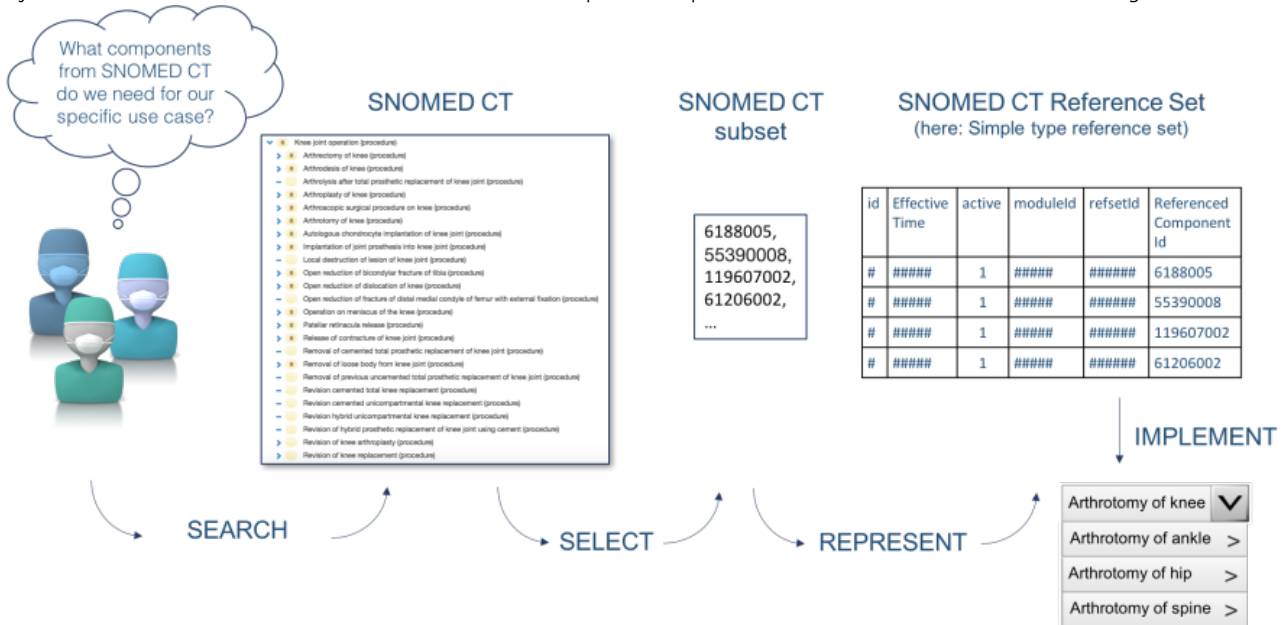 What components
from SNOMED CT
do we need for our
specific use case?
SNOMED CT
Knee joint operation (procedure)
Arthrectomy of knee (procedure)
Arthrodesis of knee (procedure)
Arthrolysis after total prosthetic replacement of knee joint (procedure)
Arthroplasty of knee (procedure)
Arthroscopic surgical procedure on knee (procedure)
Arthrotomy of knee (procedure)
Autologous chondrocyte implantation of knee joint (procedure)
Implantation of joint prosthesis into knee joint (procedure)
Local destruction of lesion of knee joint (procedure)
Open reduction of bicondylar fracture of tibia (procedure)
Open reduction of dislocation of knee (procedure)
Open reduction of fracture of distal medial condyle of femur with external fixation (procedure)
Operation on meniscus of the knee (procedure)
Patellar retinacula release (procedure)
Release of contracture of knee joint (procedure)
Removal of cemented total prosthetic replacement of knee joint (procedure)
Removal of loose body from knee joint (procedure)
Removal of previous uncemented total prosthetic replacement of knee joint (procedure)
Revision cemented total knee replacement (procedure)
Revision cemented unicompartmental knee replacement (procedure)
Revision hybrid unicompartmental knee replacement (procedure)
Revision of hybrid prosthetic replacement of knee joint using cement (procedure)
Revision of knee arthroplasty (procedure)
Revision of knee replacement (procedure)
SNOMED CT
subset
6188005,
55390008,
119607002,
61206002,
...
SNOMED CT Reference Set
(here: Simple type reference set)
id Effective Time active moduleId refsetId Referenced Component Id
# ##### 1 ##### ###### 6188005
# ##### 1 ##### ###### 55390008
# ##### 1 ##### ###### 119607002
# ##### 1 ##### ###### 61206002
SEARCH
SELECT
REPRESENT
IMPLEMENT
Arthrotomy of knee
Arthrotomy of ankle >
Arthrotomy of hip >
Arthrotomy of spine >